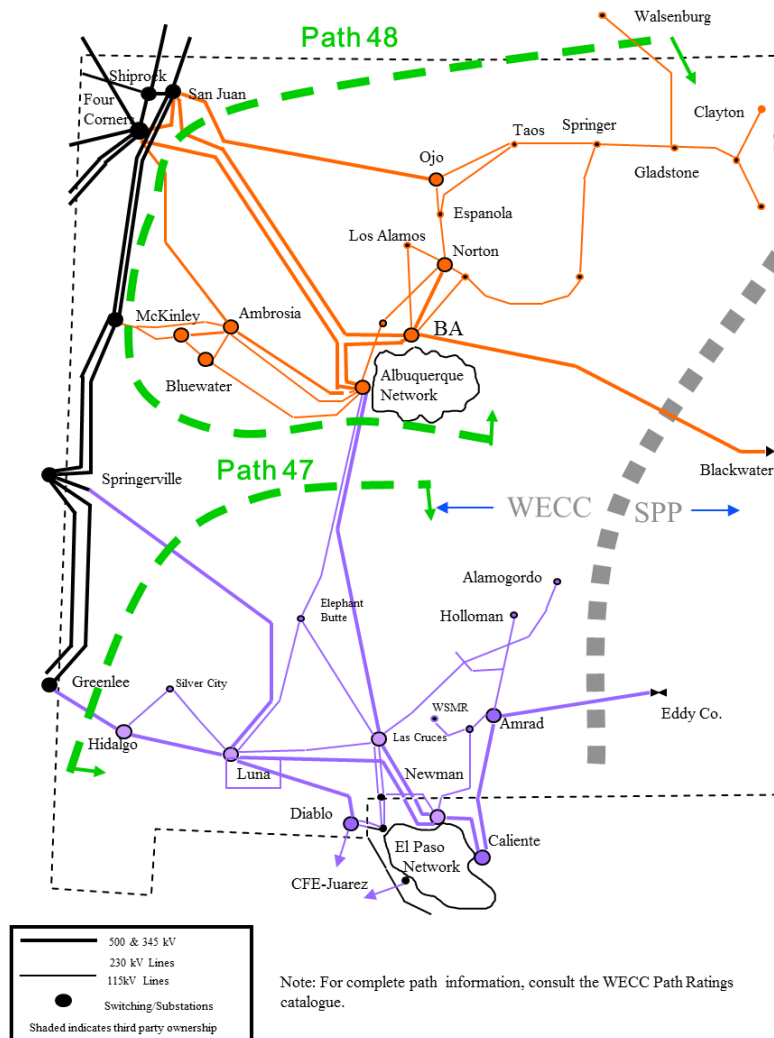 Walsenburg
Path 48
Shiprock
San Juan
Four
Corners
Clayton
Taos
Springer
Gladstone
Ojo
Espanola
Los Alamos
Norton
McKinley
Ambrosia
BA
Bluewater
Albuquerque
Network
Path 47
Blackwater
Springerville
WECC
SPP
Alamogordo
Elephant
Butte
Holloman
Greenlee
Silver City
WSMR
Eddy Co.
Amrad
Hidalgo
Las Cruces
Luna
Newman
Diablo
El Paso
Network
Caliente
CFE-Juarez
500 & 345 kV
230 kV Lines
115kV Lines
Switching/Substations
Shaded indicates third party ownership
Note: For complete path information, consult the WECC Path Ratings
catalogue.